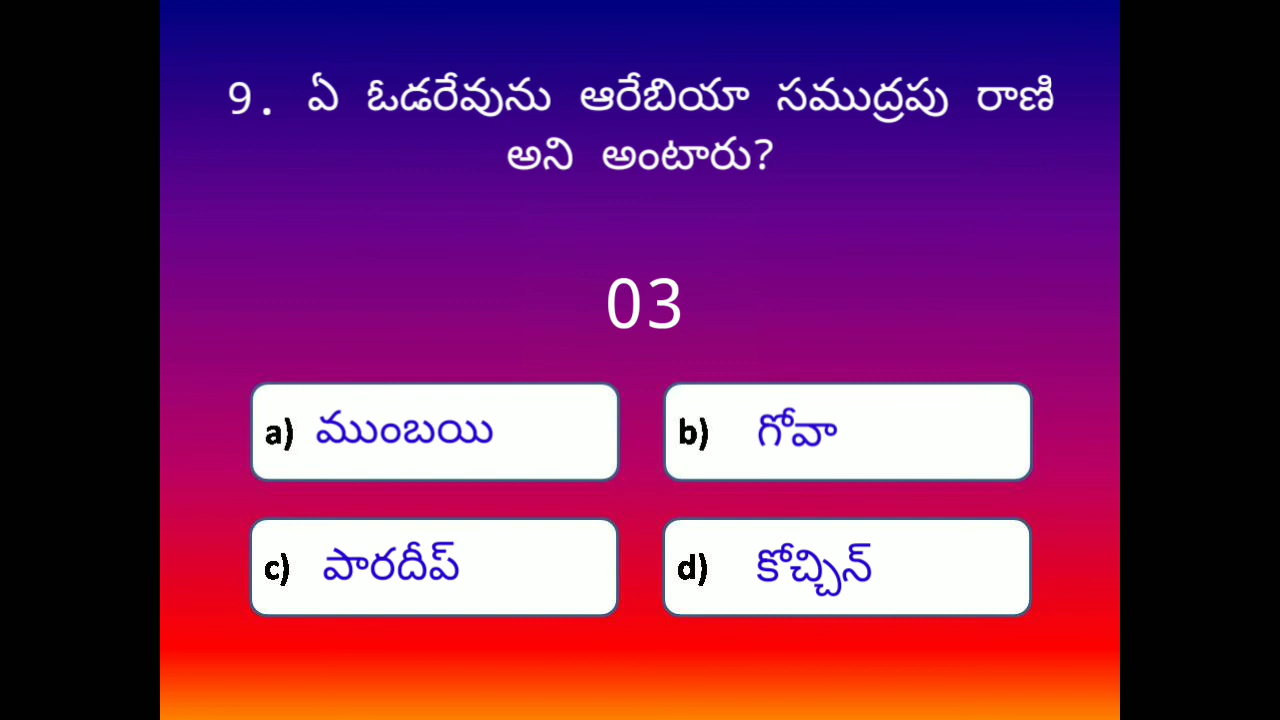 9. ఏ ఓడరేవును ఆరేబియా సముద్రపు రాణి
అని అంటారు?
03
a) ముంబయి
b) గోవా
c) పారదీప్
d) కోచ్చిన్